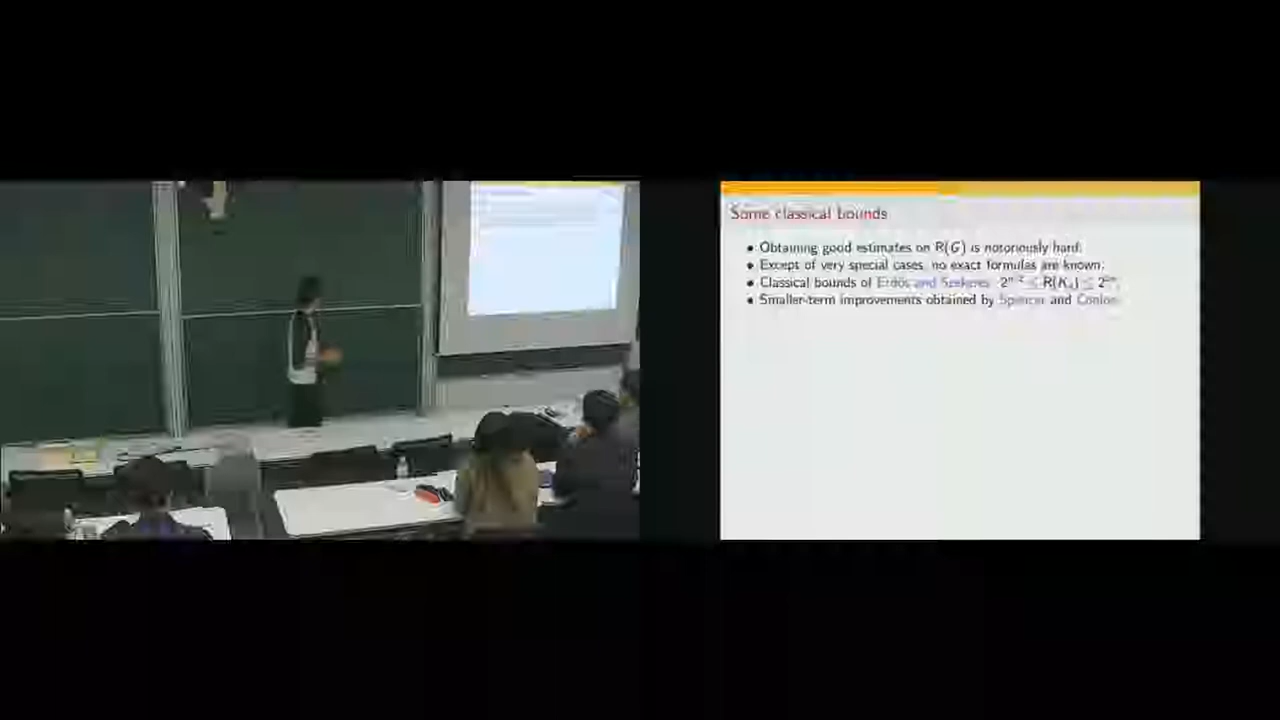 Some classical bounds
• Obtaining good estimates on R(G) is notoriously hard.
• Except of very special cases, no exact formulas are known.
• Classical bounds of Erdős and Szekeres: ≤ R(Kₙ) ≤
• Smaller-term improvements obtained by Spencer and Conlon.